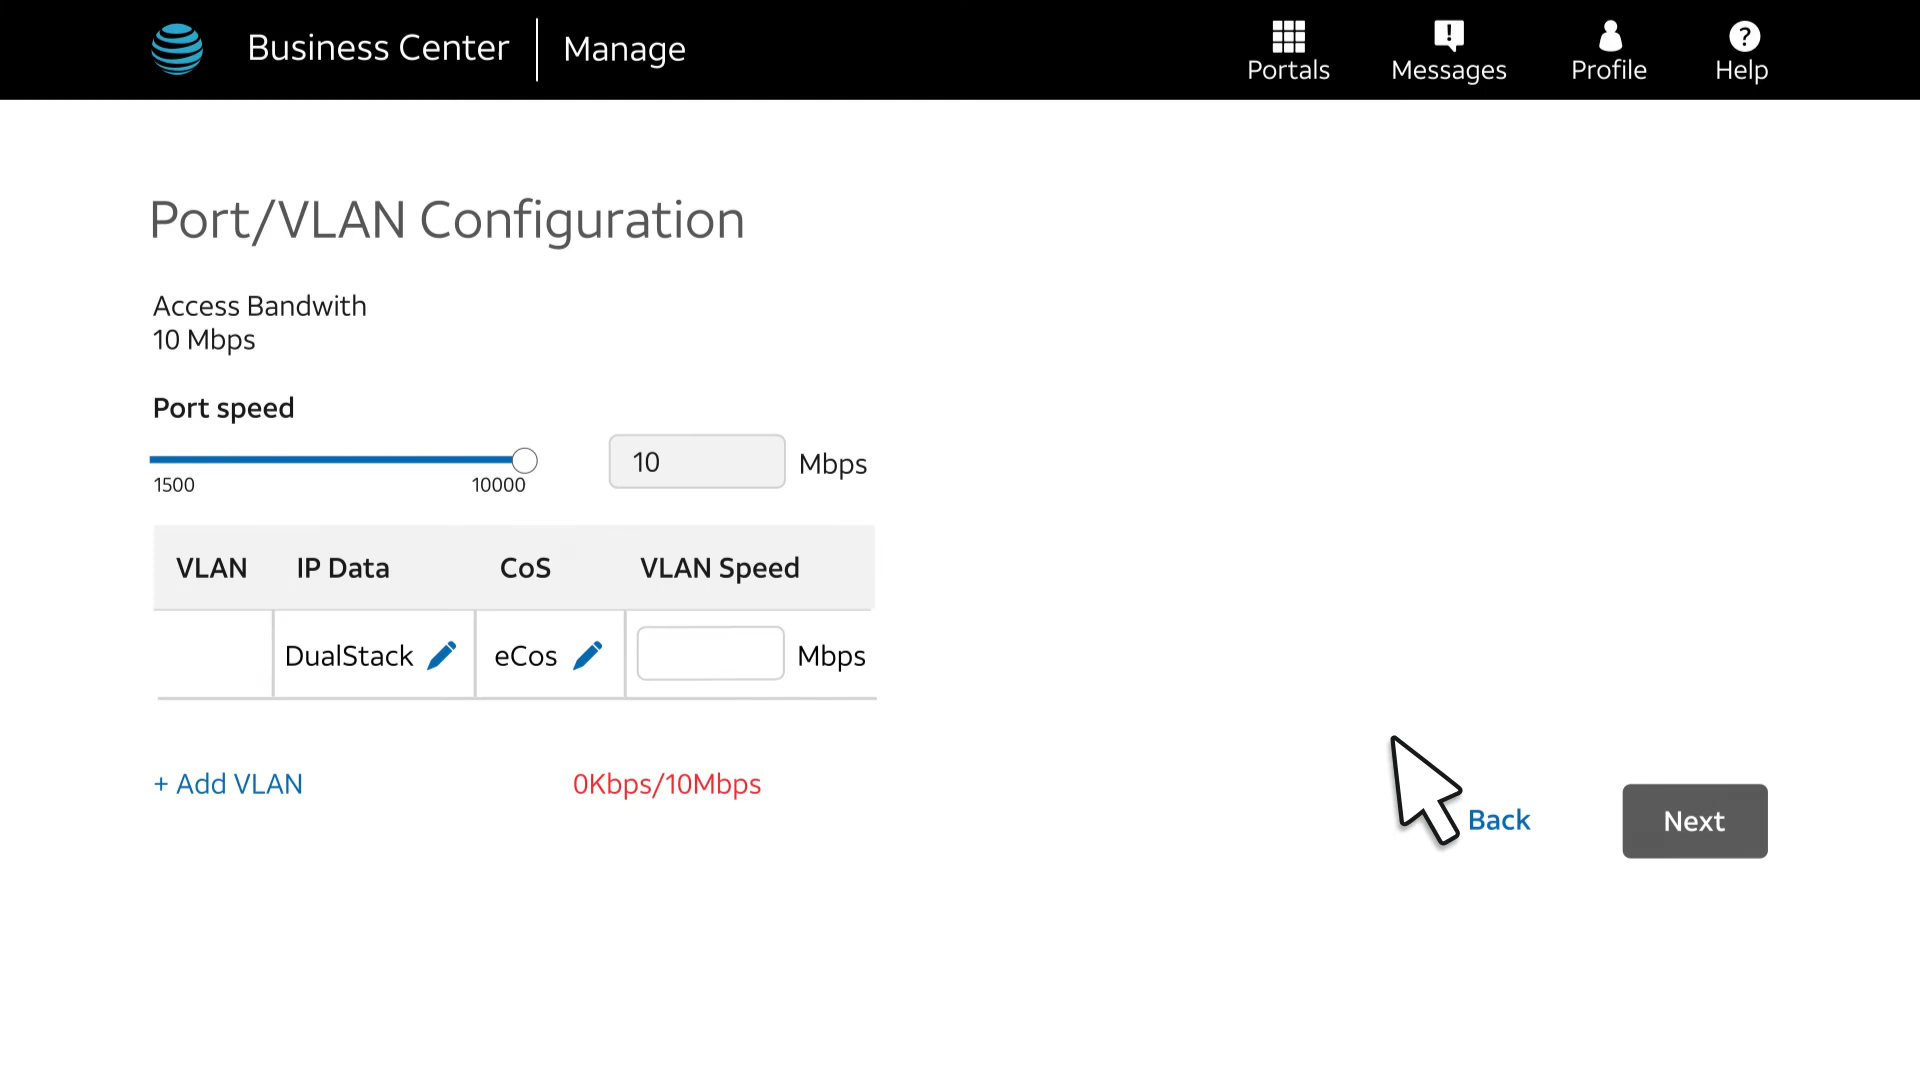 Business Center | Manage
Portals
Messages
Profile
Help
Port/VLAN Configuration
Access Bandwith
10 Mbps
Port speed
10 Mbps
1500 10000
VLAN IP Data CoS VLAN Speed
DualStack eCos Mbps
+ Add VLAN 0Kbps/10Mbps
Back Next